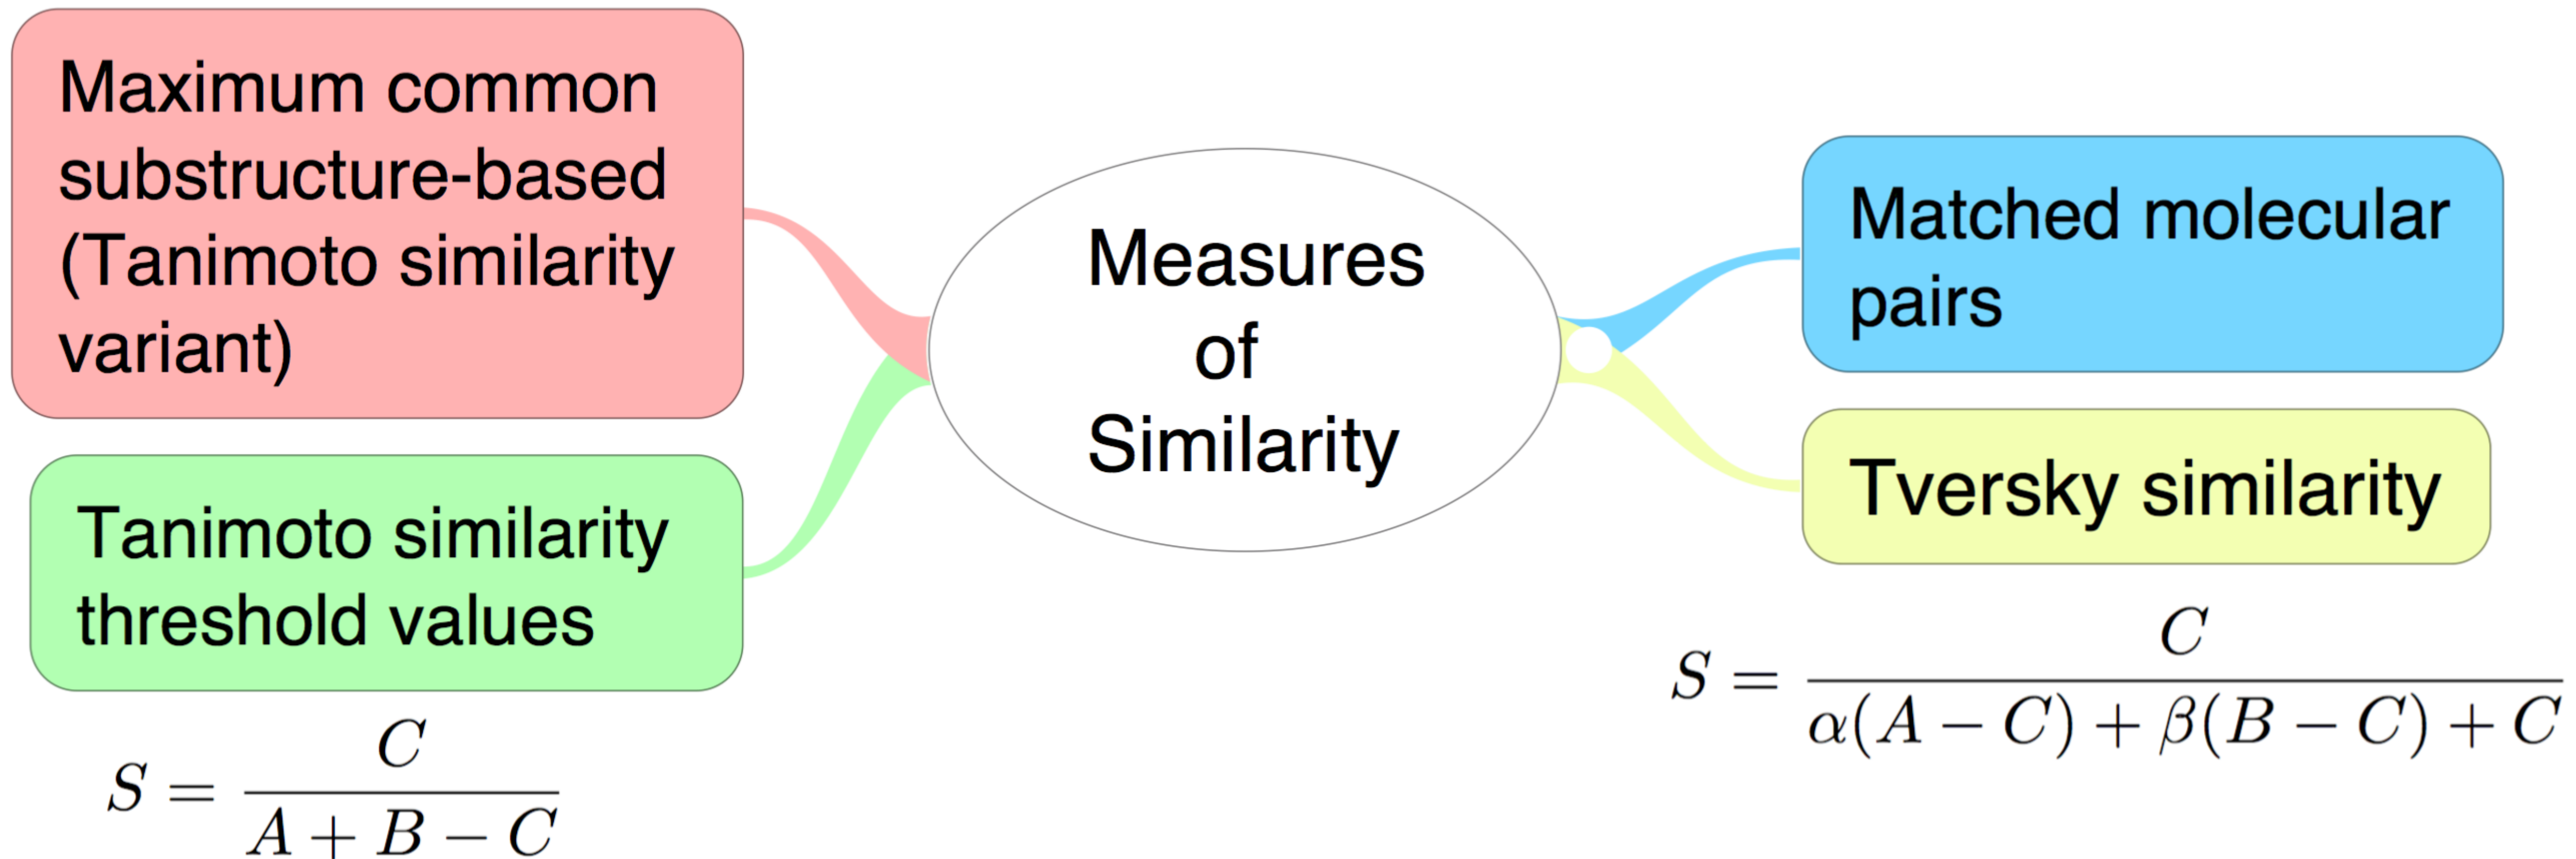 Maximum common
substructure-based
(Tanimoto similarity
variant)
Tanimoto similarity
threshold values
S = C / (A + B − C)
Measures
of
Similarity
Matched molecular
pairs
Tversky similarity
S = C / (α(A − C) + β(B − C) + C)